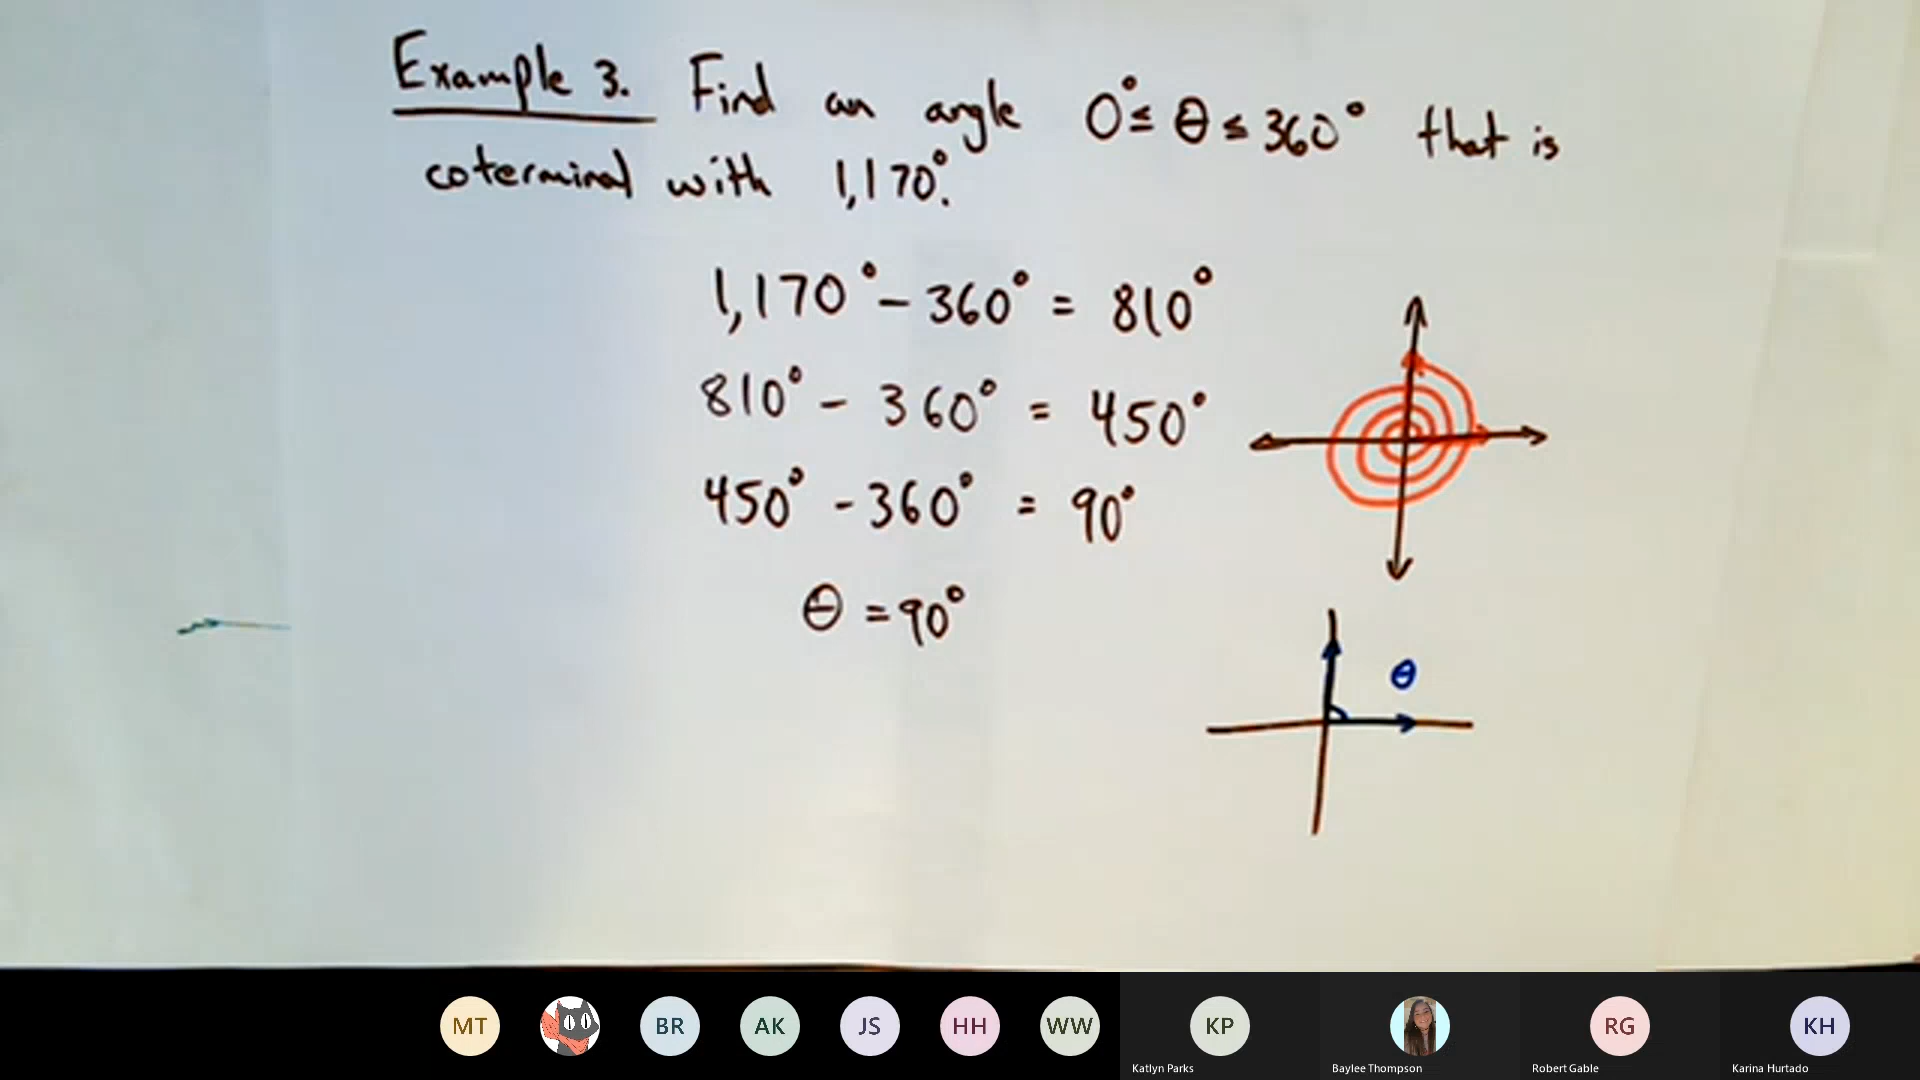 Example 3. Find an angle 0° ≤ θ ≤ 360° that is
coterminal with 1,170°.
1,170° - 360° = 810°
810° - 360° = 450°
450° - 360° = 90°
θ = 90°
θ
MT
BR
AK
JS
HH
WW
KP
RG
KH
Katlyn Parks
Baylee Thompson
Robert Gable
Karina Hurtado